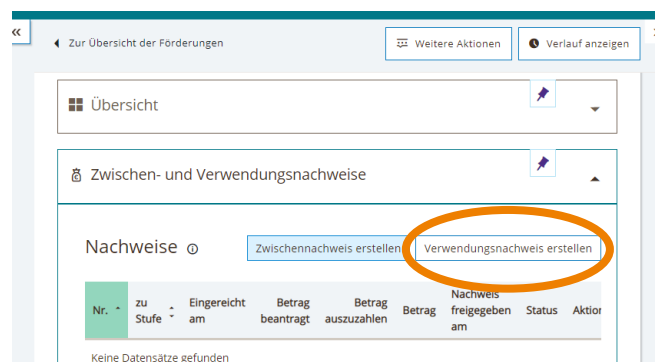 Zur Übersicht der Förderungen Weitere Aktionen Verlauf anzeigen
Übersicht
Zwischen- und Verwendungsnachweise
Nachweise Zwischennachweis erstellen Verwendungsnachweis erstellen
Nr. zu Stufe Eingereicht am Betrag beantragt Betrag auszuzahlen Betrag Nachweis freigegeben am Status Aktion
Keine Datensätze gefunden